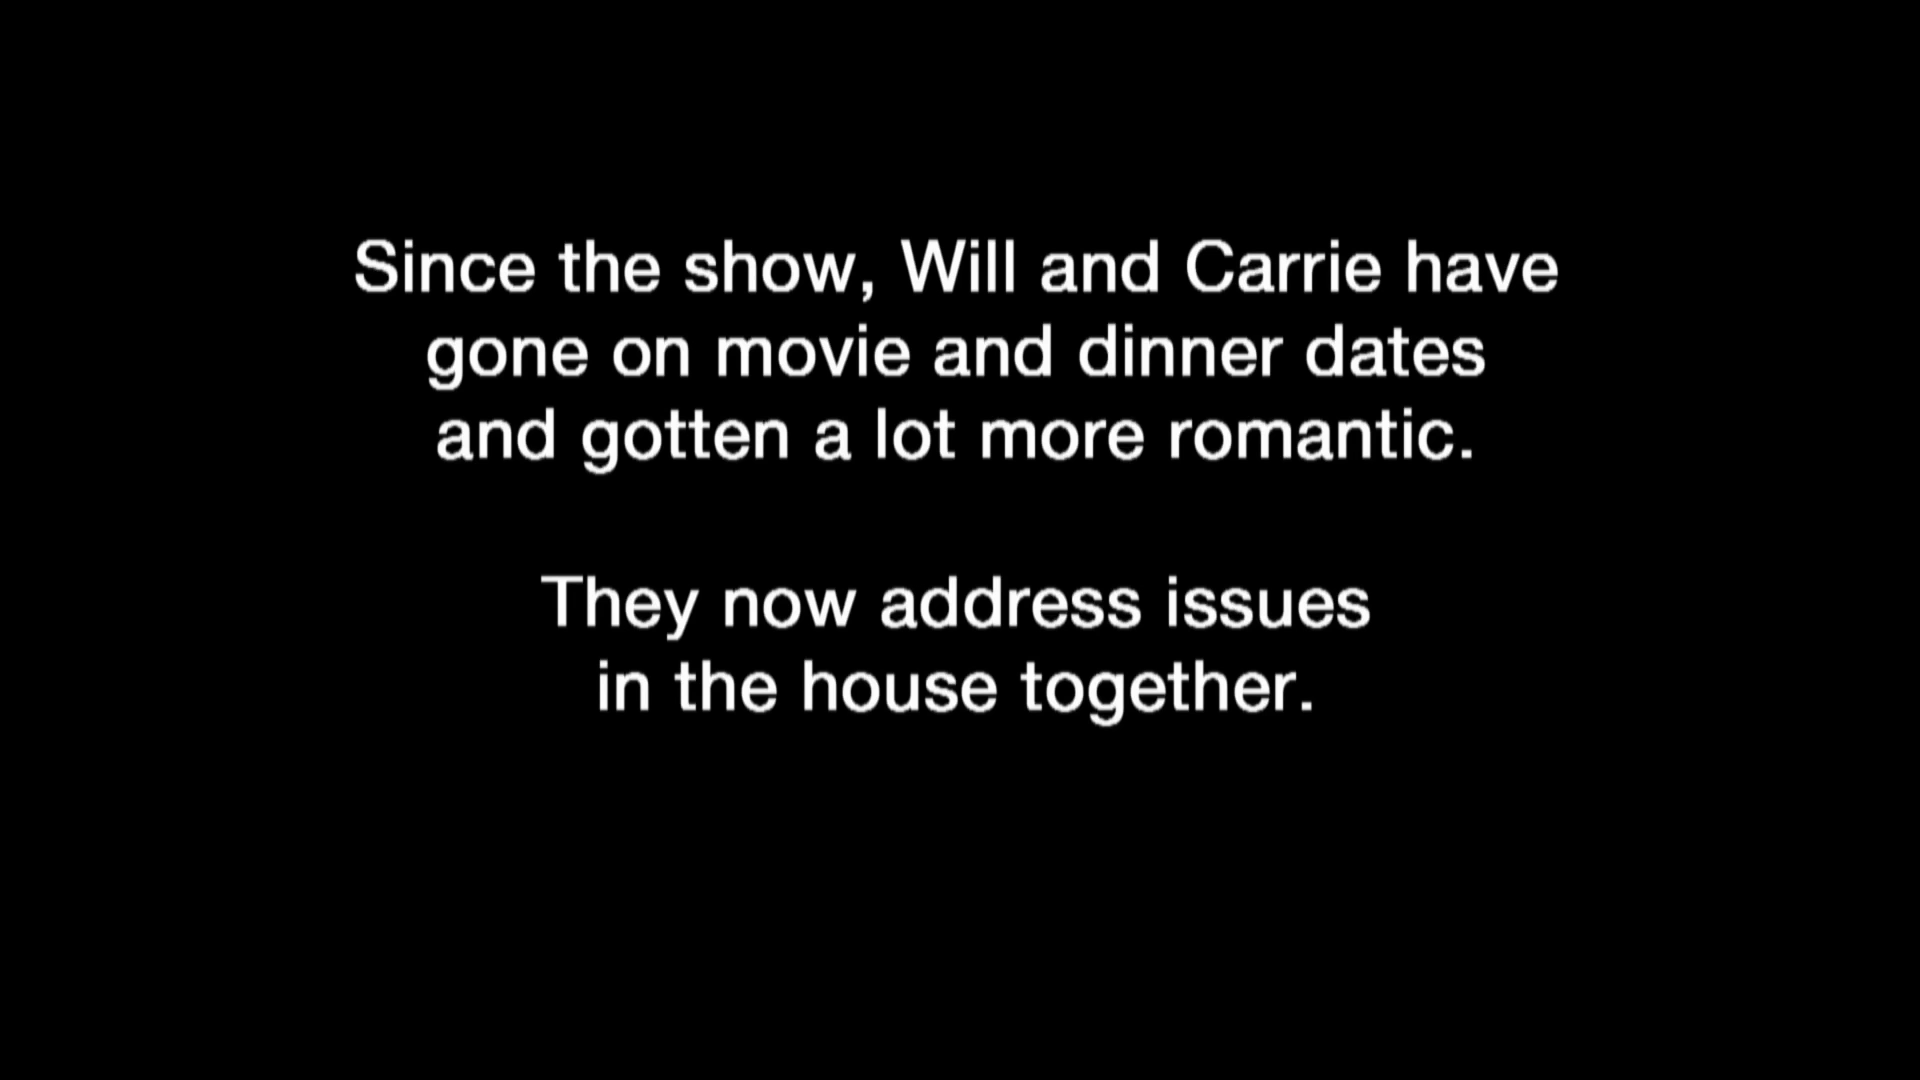 Since the show, Will and Carrie have
gone on movie and dinner dates
and gotten a lot more romantic.
They now address issues
in the house together.